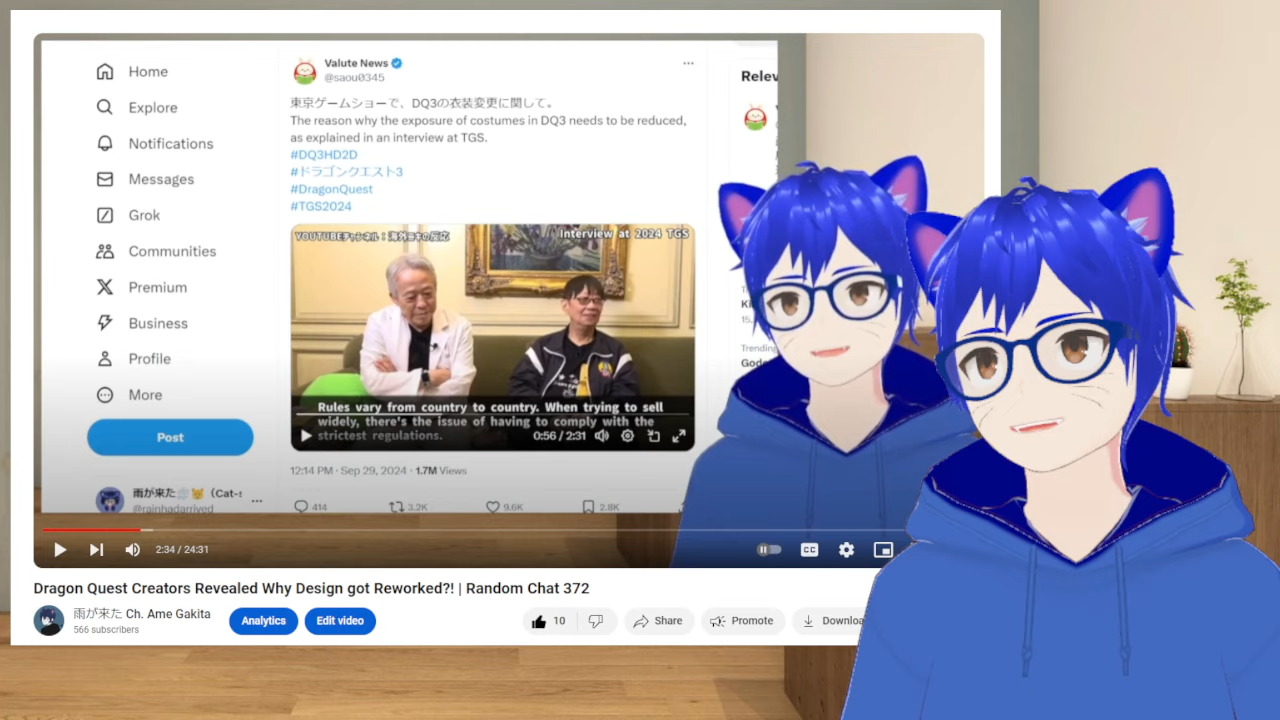 Home
Explore
Notifications
Messages
Grok
Communities
Premium
Business
Profile
More
Post
雨が来た🌧️😺 (Cat-s
@rainhadarrived
Valute News
@saou0345
東京ゲームショーで、DQ3の衣装変更に関して。
The reason why the exposure of costumes in DQ3 needs to be reduced,
as explained in an interview at TGS.
#DQ3HD2D
#ドラゴンクエスト3
#DragonQuest
#TGS2024
Interview at 2024 TGS
Rules vary from country to country. When trying to sell
widely, there's the issue of having to comply with the
strictest regulations.
0:56 / 2:31
12:14 PM · Sep 29, 2024 · 1.7M Views
414
3.2K
9.6K
2.8K
Relev
Trending
2:34 / 24:31
CC
Dragon Quest Creators Revealed Why Design got Reworked?! | Random Chat 372
雨が来た Ch. Ame Gakita
566 subscribers
Analytics
Edit video
10
Share
Promote
Downloa